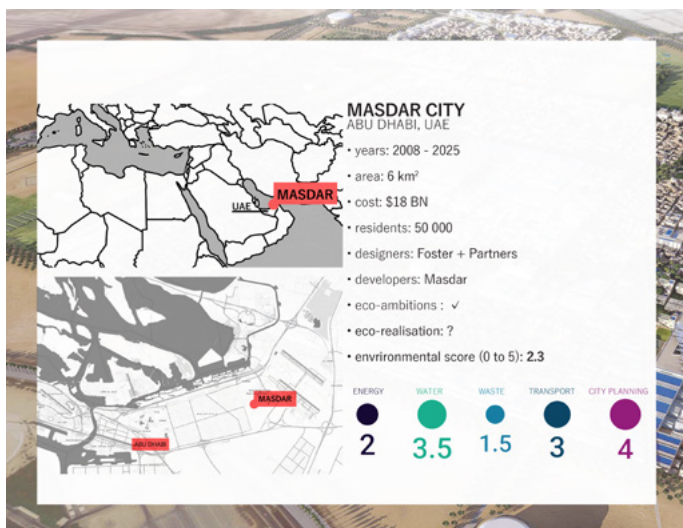 MASDAR CITY
ABU DHABI, UAE
• years: 2008 - 2025
• area: 6 km²
• cost: $18 BN
• residents: 50 000
• designers: Foster + Partners
• developers: Masdar
• eco-ambitions : ✓
• eco-realisation: ?
• envrironmental score (0 to 5): 2.3
MASDAR
UAE
MASDAR
ABU DHABI
ENERGY WATER WASTE TRANSPORT CITY PLANNING
2 3.5 1.5 3 4